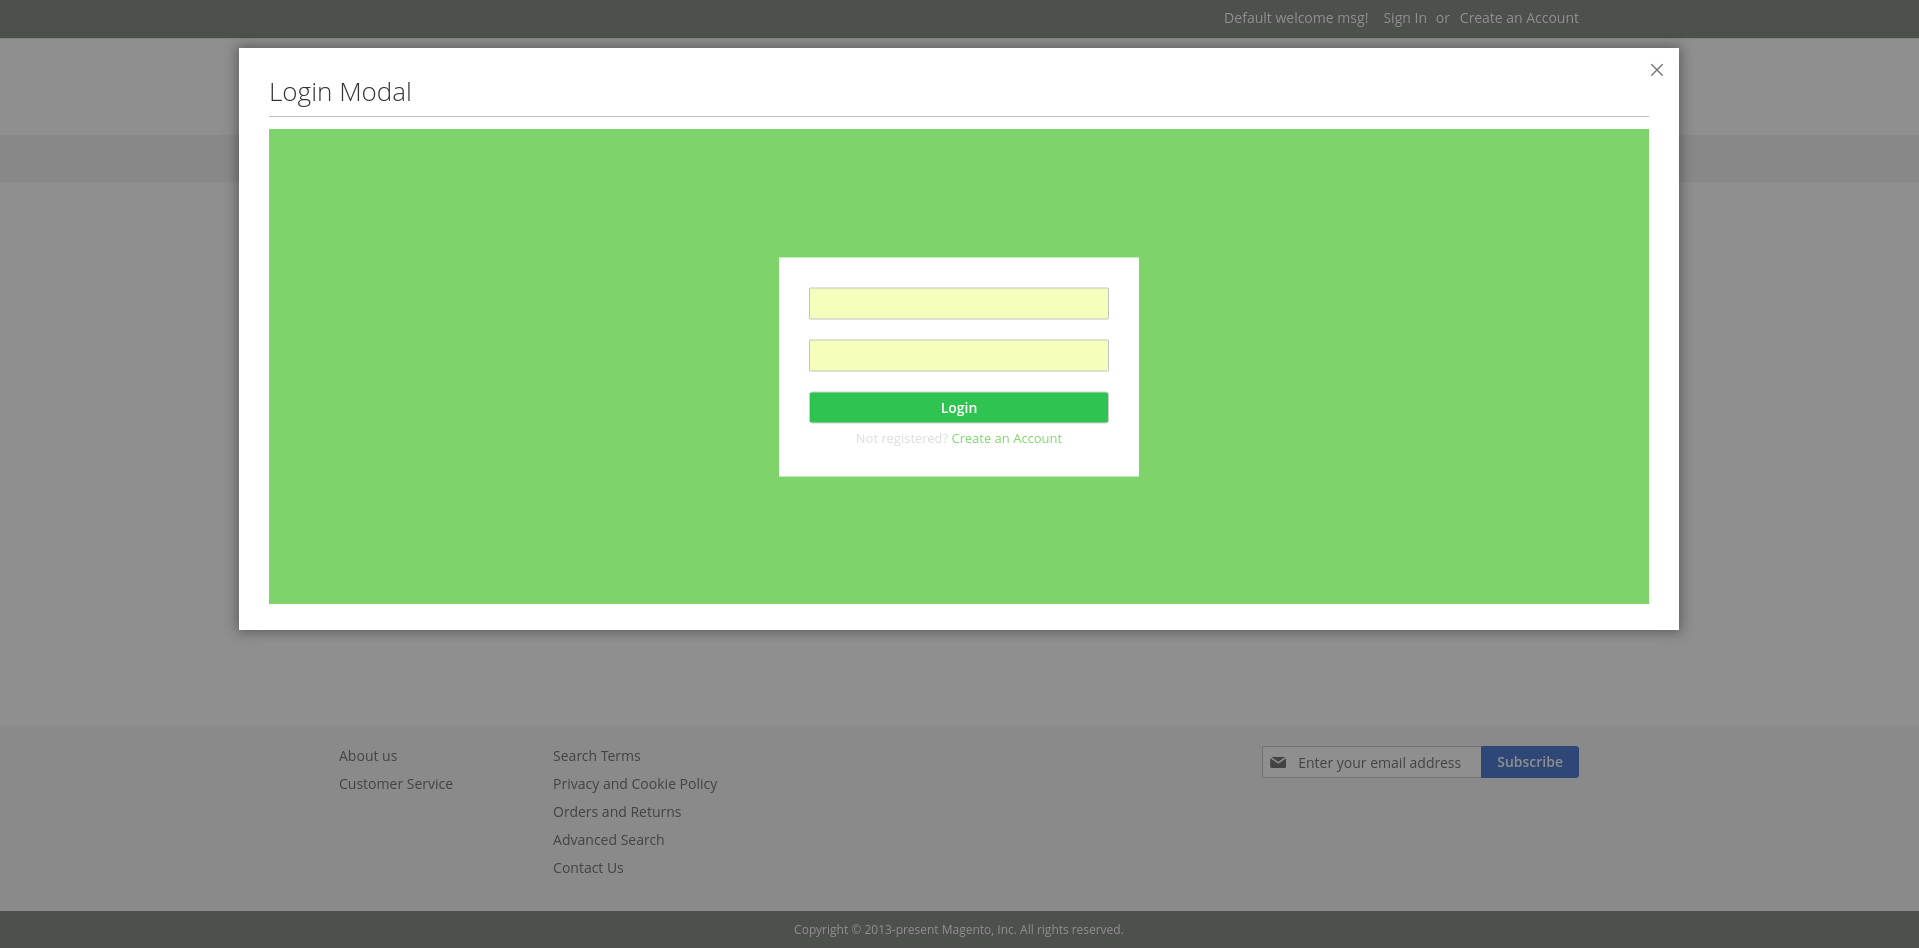 Default welcome msg! Sign In or Create an Account
Login Modal
Login
Not registered? Create an Account
About us
Customer Service
Search Terms
Privacy and Cookie Policy
Orders and Returns
Advanced Search
Contact Us
Enter your email address
Subscribe
Copyright © 2013-present Magento, Inc. All rights reserved.